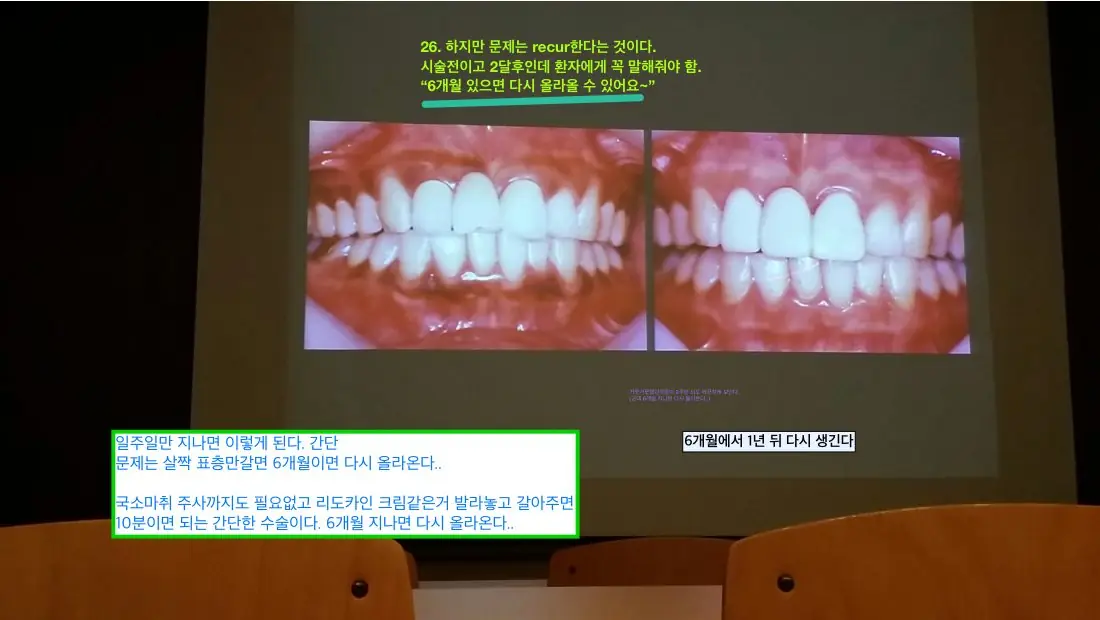 26. 하지만 문제는 recur한다는 것이다.
시술전이고 2달후인데 환자에게 꼭 말해줘야 함.
“6개월 있으면 다시 올라올 수 있어요~”
일주일만 지나면 이렇게 된다. 간단
문제는 살짝 표층만갈면 6개월이면 다시 올라온다..
국소마취 주사까지도 필요없고 리도카인 크림같은거 발라놓고 갈아주면
10분이면 되는 간단한 수술이다. 6개월 지나면 다시 올라온다..
6개월에서 1년 뒤 다시 생긴다